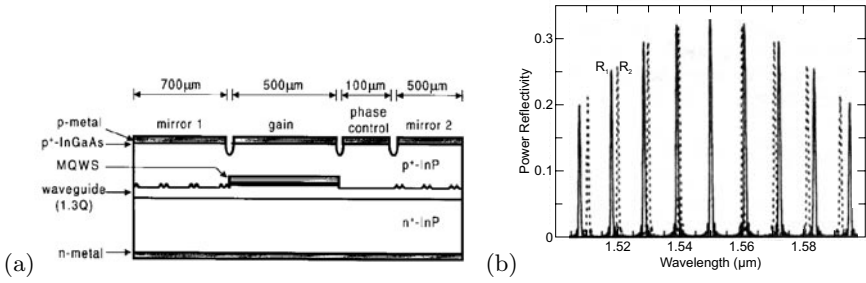 (a)
700μm 500μm 100μm 500μm
p-metal
p⁺-InGaAs
MQWS
waveguide
(1.3Q)
n-metal
mirror 1 gain phase
control mirror 2
p⁺-InP
n⁺-InP
(b)
Power Reflectivity
0.3
0.2
0.1
0
R₁ R₂
1.52 1.54 1.56 1.58
Wavelength (μm)